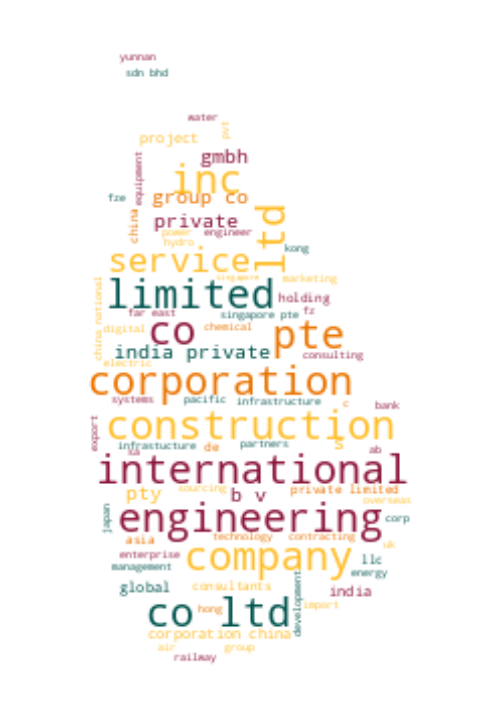 yunnan
sdn bhd
water
project
pvt
gmbh
equipment
inc
fze
group co
china
private
ltd
power
engineer
hydro
kong
service
singapore
marketing
china national
limited
holding
far east
singapore pte
fz
digital
co
chemical
pte
india private
consulting
electric
corporation
systems
pacific
infrastructure
c
bank
export
construction
infrastucture
de
partners
s
sa
ab
international
pty
sourcing
b v
private limited
overseas
japan
engineering
corp
asia
technology
contracting
uk
enterprise
company
management
llc
energy
global
consultants
development
india
co ltd
hong
import
corporation china
air
group
railway